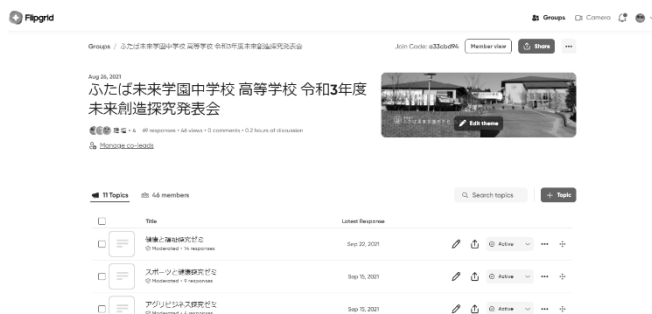 Flipgrid
Groups
Camera
Groups / ふたば未来学園中学校 高等学校 令和3年度未来創造探究発表会
Join Code: e33cbd94
Member view
Share
Aug 26, 2021
ふたば未来学園中学校 高等学校 令和3年度
未来創造探究発表会
Edit theme
Manage co-leads
11 Topics
46 members
Search topics
+ Topic
Title
Latest Response
健康と福祉探究ゼミ
Sep 22, 2021
Active
Moderated • 14 responses
スポーツと健康探究ゼミ
Sep 15, 2021
Active
Moderated • 5 responses
アグリビジネス探究ゼミ
Sep 15, 2021
Active